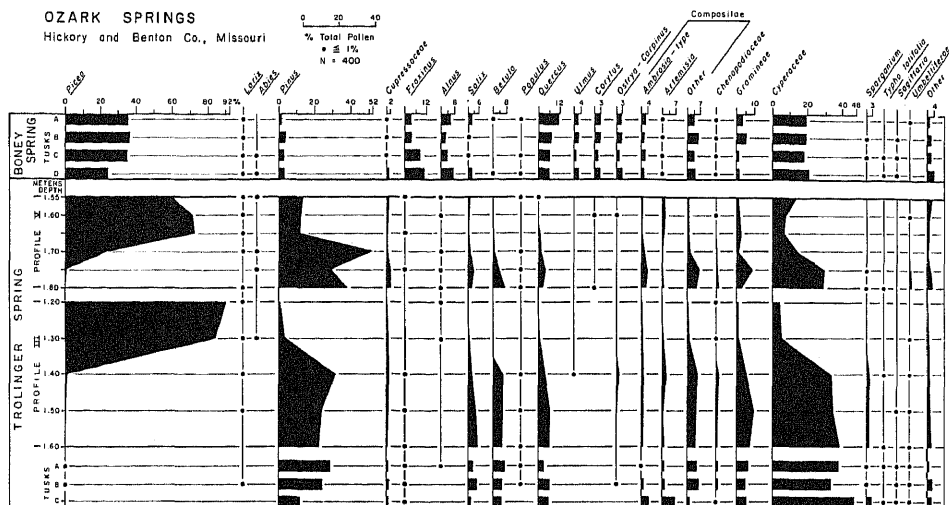 OZARK SPRINGS
Hickory and Benton Co., Missouri
0 20 40
% Total Pollen
• ≦ 1%
N = 400
Compositae
Picea
Larix
Abies
Pinus
Cupressaceae
Fraxinus
Alnus
Salix
Betula
Populus
Quercus
Ulmus
Corylus
Ostrya-Carpinus
Ambrosia-type
Artemisia
Other
Chenopodiaceae
Gramineae
Cyperaceae
Sparganium
Typha latifolia
Sagittaria
Umbelliferae
Other
0 20 40 60 80 92%
0 20 40 52
2
12
8
6
8
0 12
4
3
3
4
7
7
10
0 20 40 48
3
4
BONEY SPRING
TUSKS
A
B
C
D
METERS DEPTH
TROLINGER SPRING
PROFILE V
1.55
1.60
1.70
1.80
PROFILE III
1.20
1.30
1.40
1.50
1.60
TUSKS
A
B
C